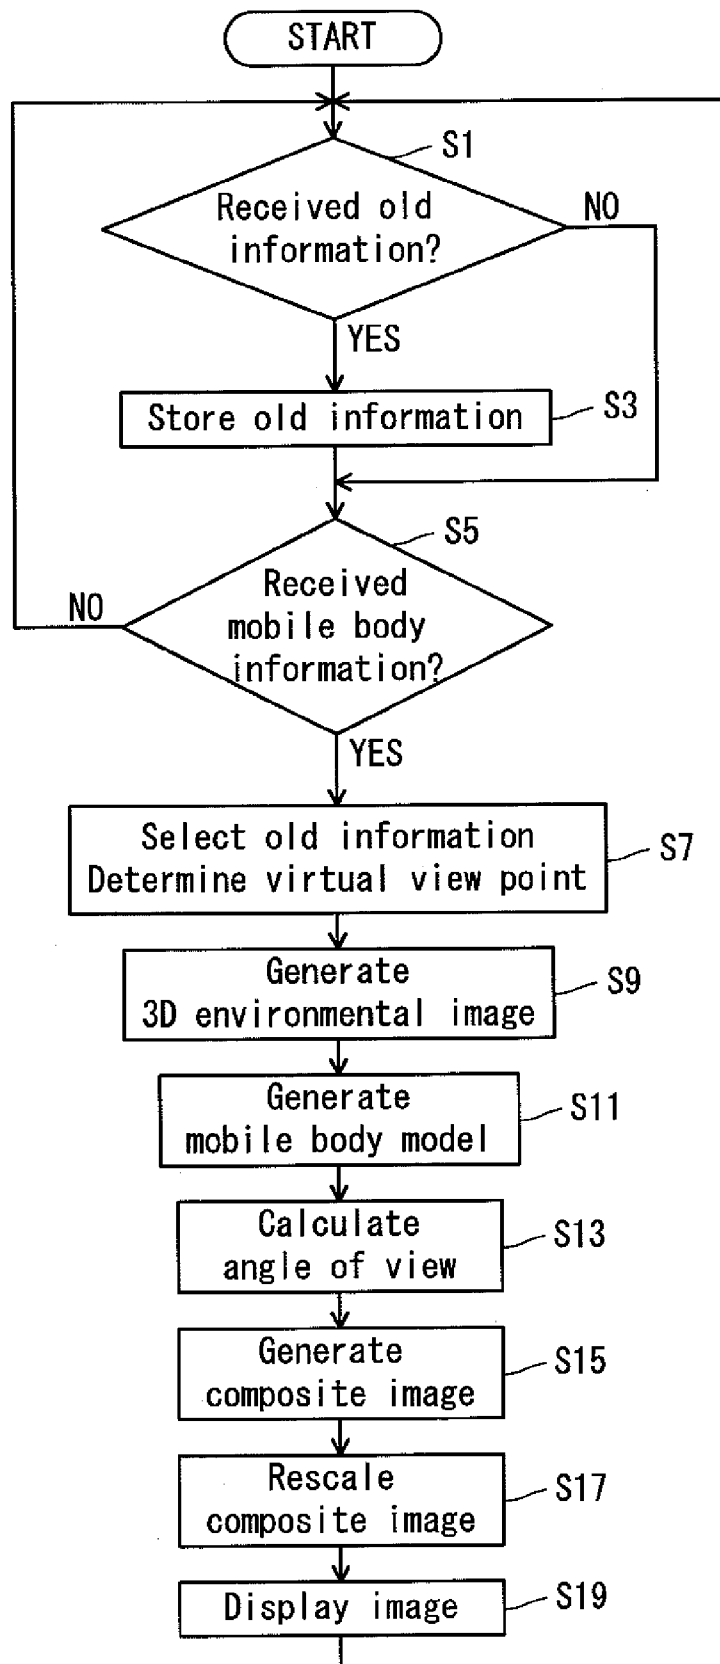 START
S1
Received old
information?
NO
YES
Store old information
S3
S5
Received
mobile body
information?
NO
YES
Select old information
Determine virtual view point
S7
Generate
3D environmental image
S9
Generate
mobile body model
S11
Calculate
angle of view
S13
Generate
composite image
S15
Rescale
composite image
S17
Display image
S19